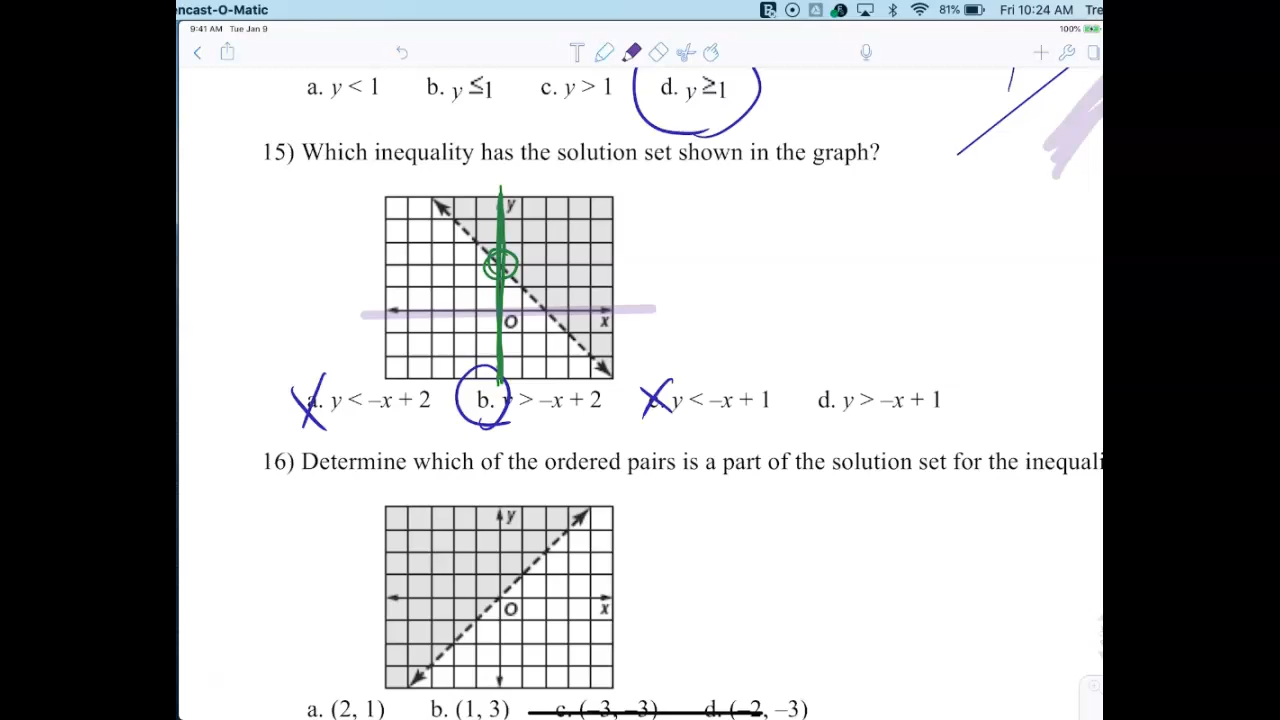 encast-O-Matic 81% Fri 10:24 AM Tre
9:41 AM Tue Jan 9 100%
T
a. y < 1 b. y ≤1 c. y > 1 d. y ≥1
15) Which inequality has the solution set shown in the graph?
y
O
x
a. y < –x + 2 b. y > –x + 2 c. y < –x + 1 d. y > –x + 1
16) Determine which of the ordered pairs is a part of the solution set for the inequali
y
O
x
a. (2, 1) b. (1, 3) c. (–3, –3) d. (–2, –3)